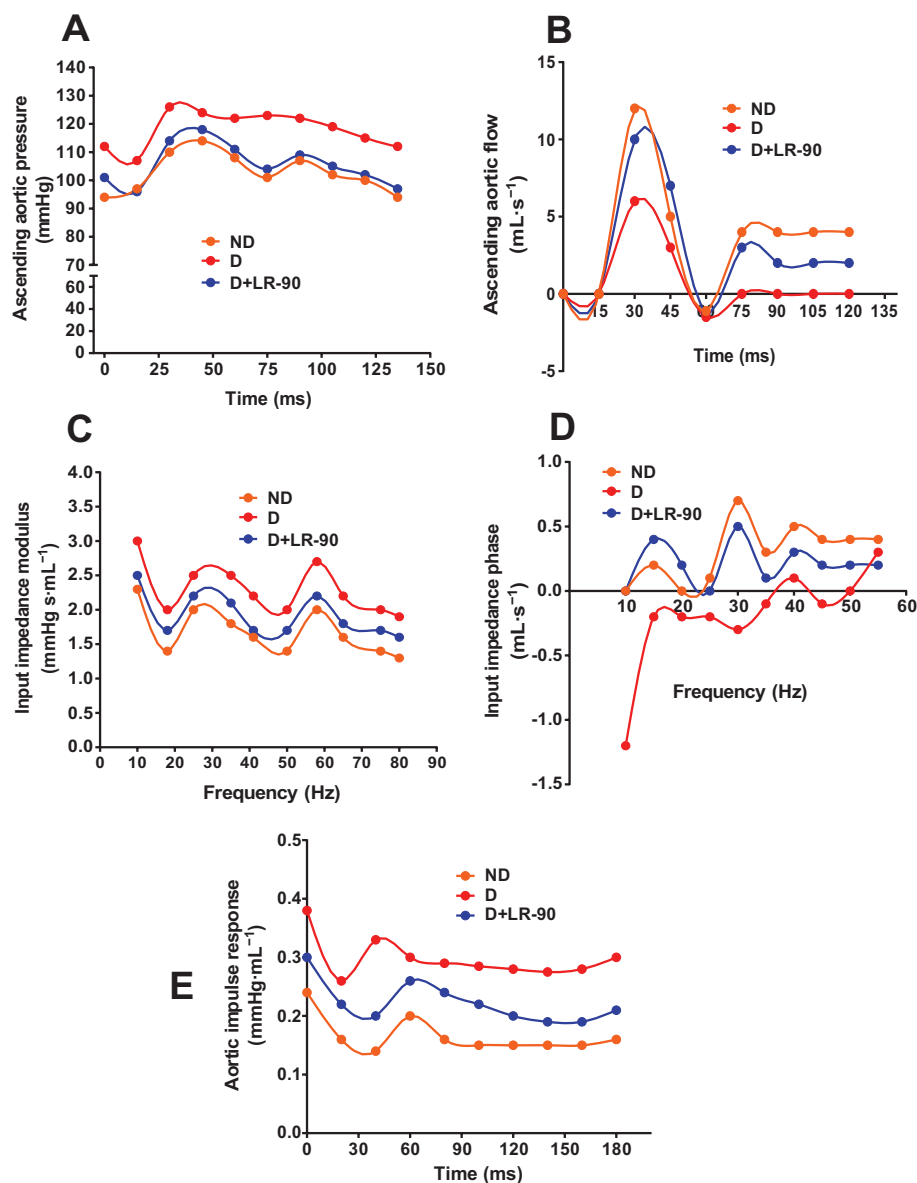 A
Ascending aortic pressure
(mmHg)
140
130
120
110
100
90
80
70
60
40
20
0
ND
D
D+LR-90
0 25 50 75 100 125 150
Time (ms)
B
Ascending aortic flow
(mL·s⁻¹)
15
10
5
0
-5
ND
D
D+LR-90
15 30 45 60 75 90 105 120 135
Time (ms)
C
Input impedance modulus
(mmHg s·mL⁻¹)
4.0
3.5
3.0
2.5
2.0
1.5
1.0
0.5
0.0
ND
D
D+LR-90
0 10 20 30 40 50 60 70 80 90
Frequency (Hz)
D
Input impedance phase
(mL·s⁻¹)
1.0
0.5
0.0
-0.5
-1.0
-1.5
ND
D
D+LR-90
10 20 30 40 50 60
Frequency (Hz)
E
Aortic impulse response
(mmHg·mL⁻¹)
0.5
0.4
0.3
0.2
0.1
0.0
ND
D
D+LR-90
0 30 60 90 120 150 180
Time (ms)